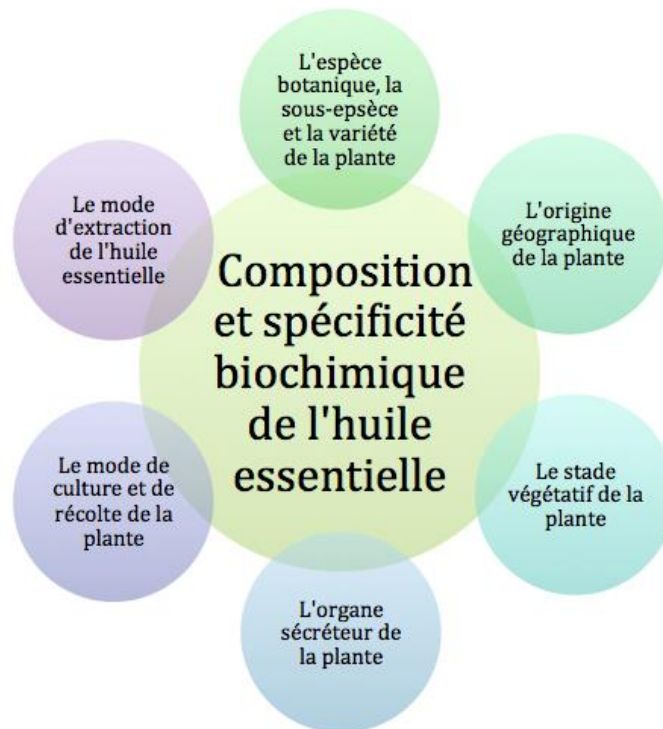 L'espèce
botanique, la
sous-epsèce
et la variété
de la plante
L'origine
géographique
de la plante
Le stade
végétatif de la
plante
L'organe
sécréteur de
la plante
Le mode de
culture et de
récolte de la
plante
Le mode
d'extraction
de l'huile
essentielle
Composition
et spécificité
biochimique
de l'huile
essentielle